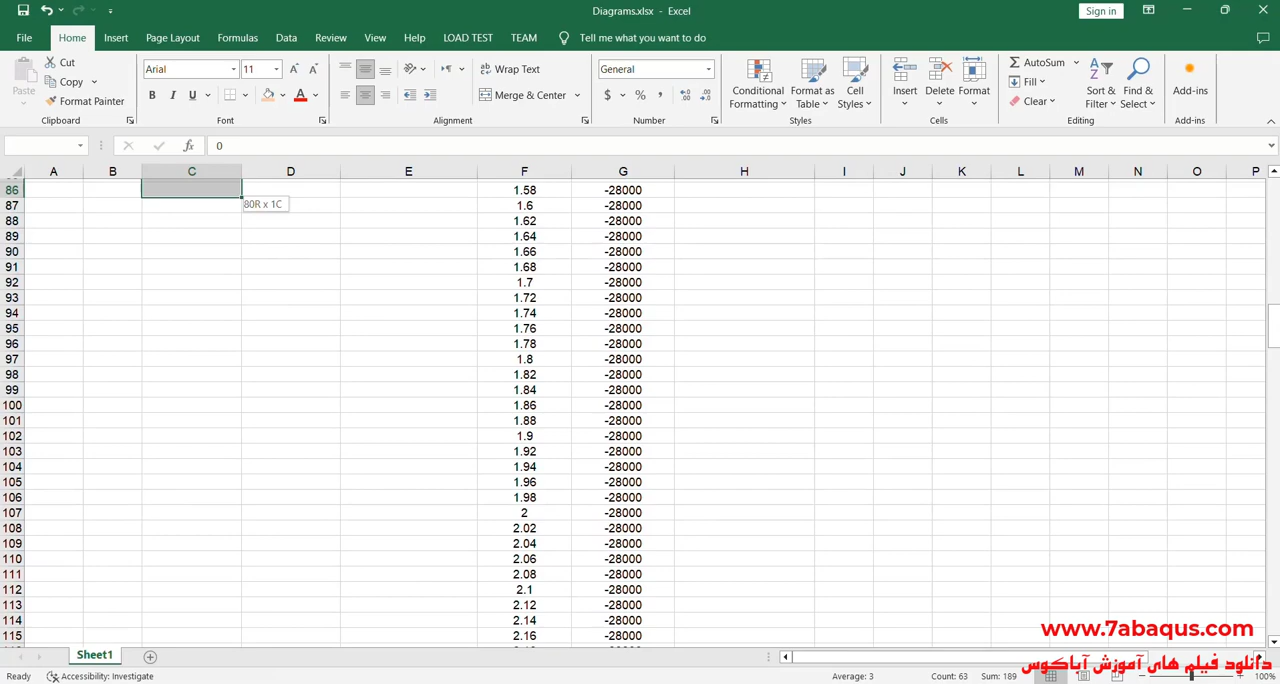 Diagrams.xlsx - Excel
Sign in
File Home Insert Page Layout Formulas Data Review View Help LOAD TEST TEAM Tell me what you want to do
Paste
Cut
Copy
Format Painter
Clipboard
Arial 11
B I U
Font
Wrap Text
Merge & Center
Alignment
General
$ % ,
Number
Conditional Formatting
Format as Table
Cell Styles
Styles
Insert
Delete
Format
Cells
AutoSum
Fill
Clear
Sort & Filter
Find & Select
Editing
Add-ins
Add-ins
fx 0
A B C D E F G H I J K L M N O P
86 1.58 -28000
80R x 1C
87 1.6 -28000
88 1.62 -28000
89 1.64 -28000
90 1.66 -28000
91 1.68 -28000
92 1.7 -28000
93 1.72 -28000
94 1.74 -28000
95 1.76 -28000
96 1.78 -28000
97 1.8 -28000
98 1.82 -28000
99 1.84 -28000
100 1.86 -28000
101 1.88 -28000
102 1.9 -28000
103 1.92 -28000
104 1.94 -28000
105 1.96 -28000
106 1.98 -28000
107 2 -28000
108 2.02 -28000
109 2.04 -28000
110 2.06 -28000
111 2.08 -28000
112 2.1 -28000
113 2.12 -28000
114 2.14 -28000
115 2.16 -28000
www.7abaqus.com
دانلود فیلم های آموزش آباکوس
Sheet1
Ready Accessibility: Investigate Average: 3 Count: 63 Sum: 189 100%